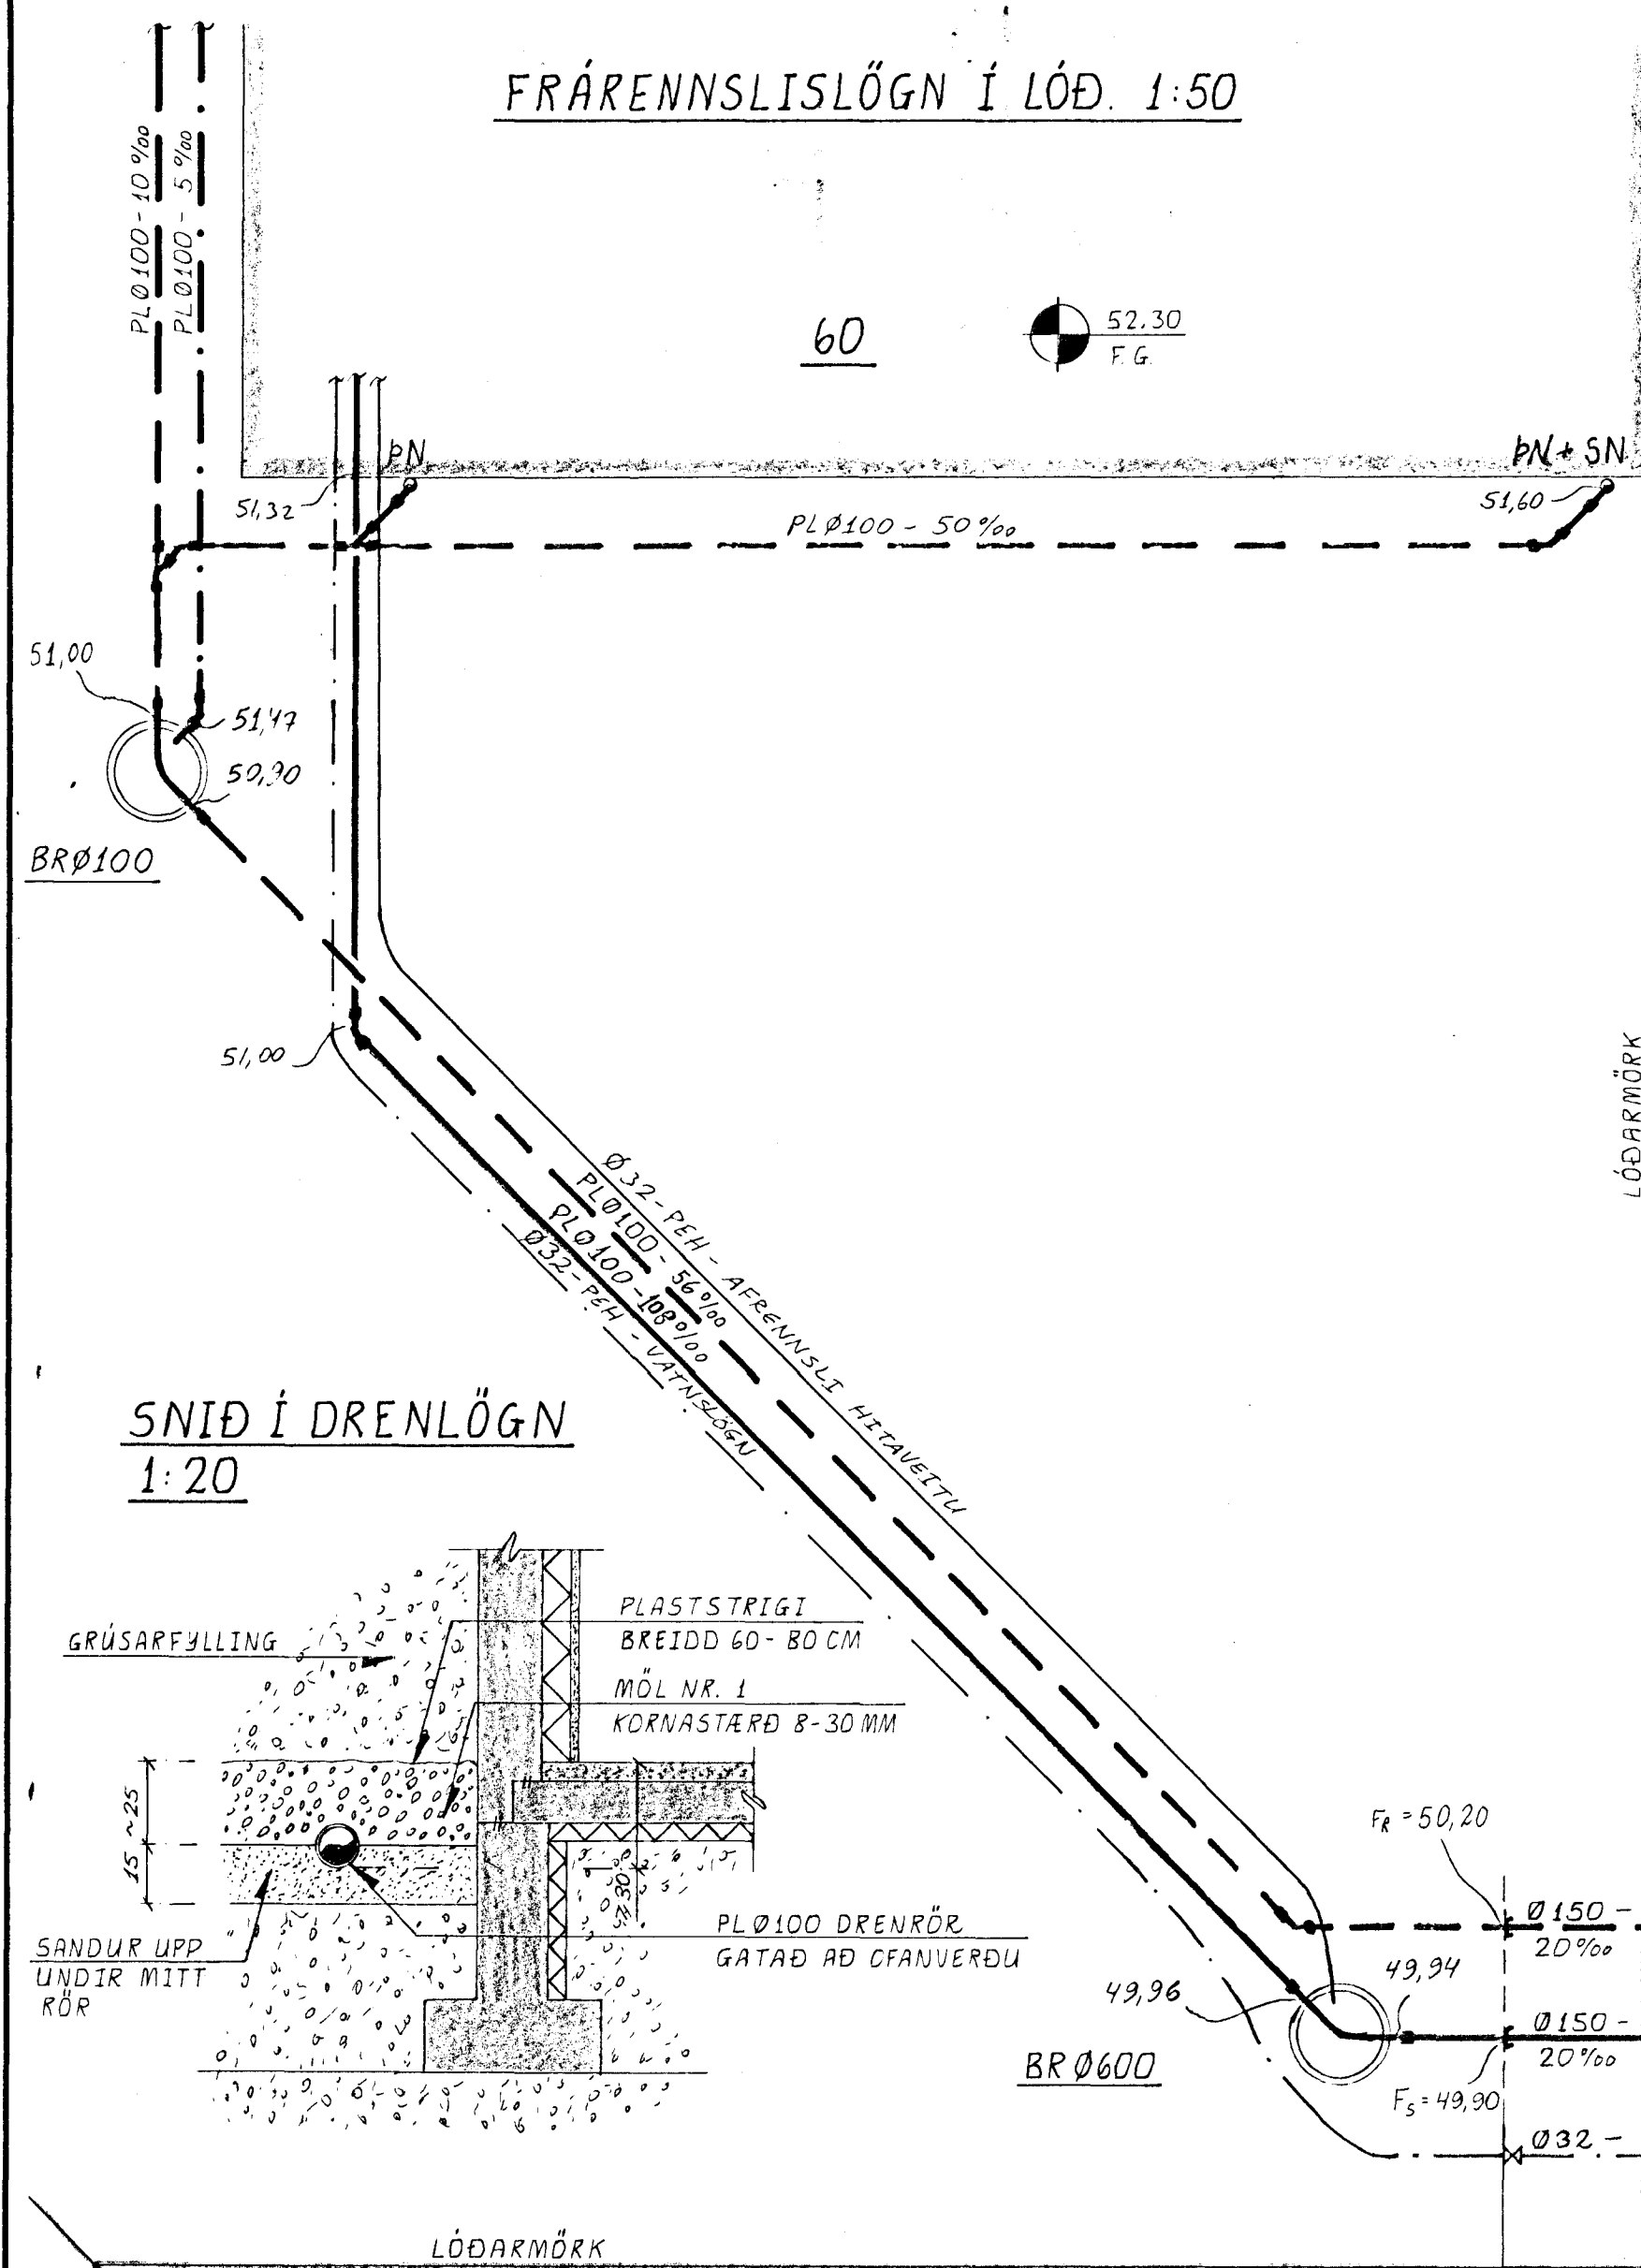 FRÁRENNSLISLÖGN Í LÓÐ. 1:50
PLØ100 - 10 ‰
PLØ100 - 5 ‰
60
52.30
F.G.
ÞN
ÞN + SN
51,32
51,60
PLØ100 - 50 ‰
51,00
51,47
50,90
BRØ100
51,00
LÓÐARMÖRK
Ø32-PEH - AFRENNSLI HITAVEITU
PLØ100 - 56 ‰
PLØ100 - 108 ‰
Ø32-PEH - VATNSLÖGN
SNIÐ Í DRENLÖGN
1:20
PLASTSTRIGI
BREIDD 60-80 CM
GRÚSARFYLLING
MÖL NR. 1
KORNASTÆRÐ 8-30 MM
~25
15
PLØ100 DRENRÖR
GATAÐ AÐ OFANVERÐU
SANDUR UPP
UNDIR MITT
RÖR
FR = 50,20
Ø150 -
20 ‰
49,96
49,94
Ø150 -
20 ‰
BRØ600
FS = 49,90
Ø32 -
LÓÐARMÖRK